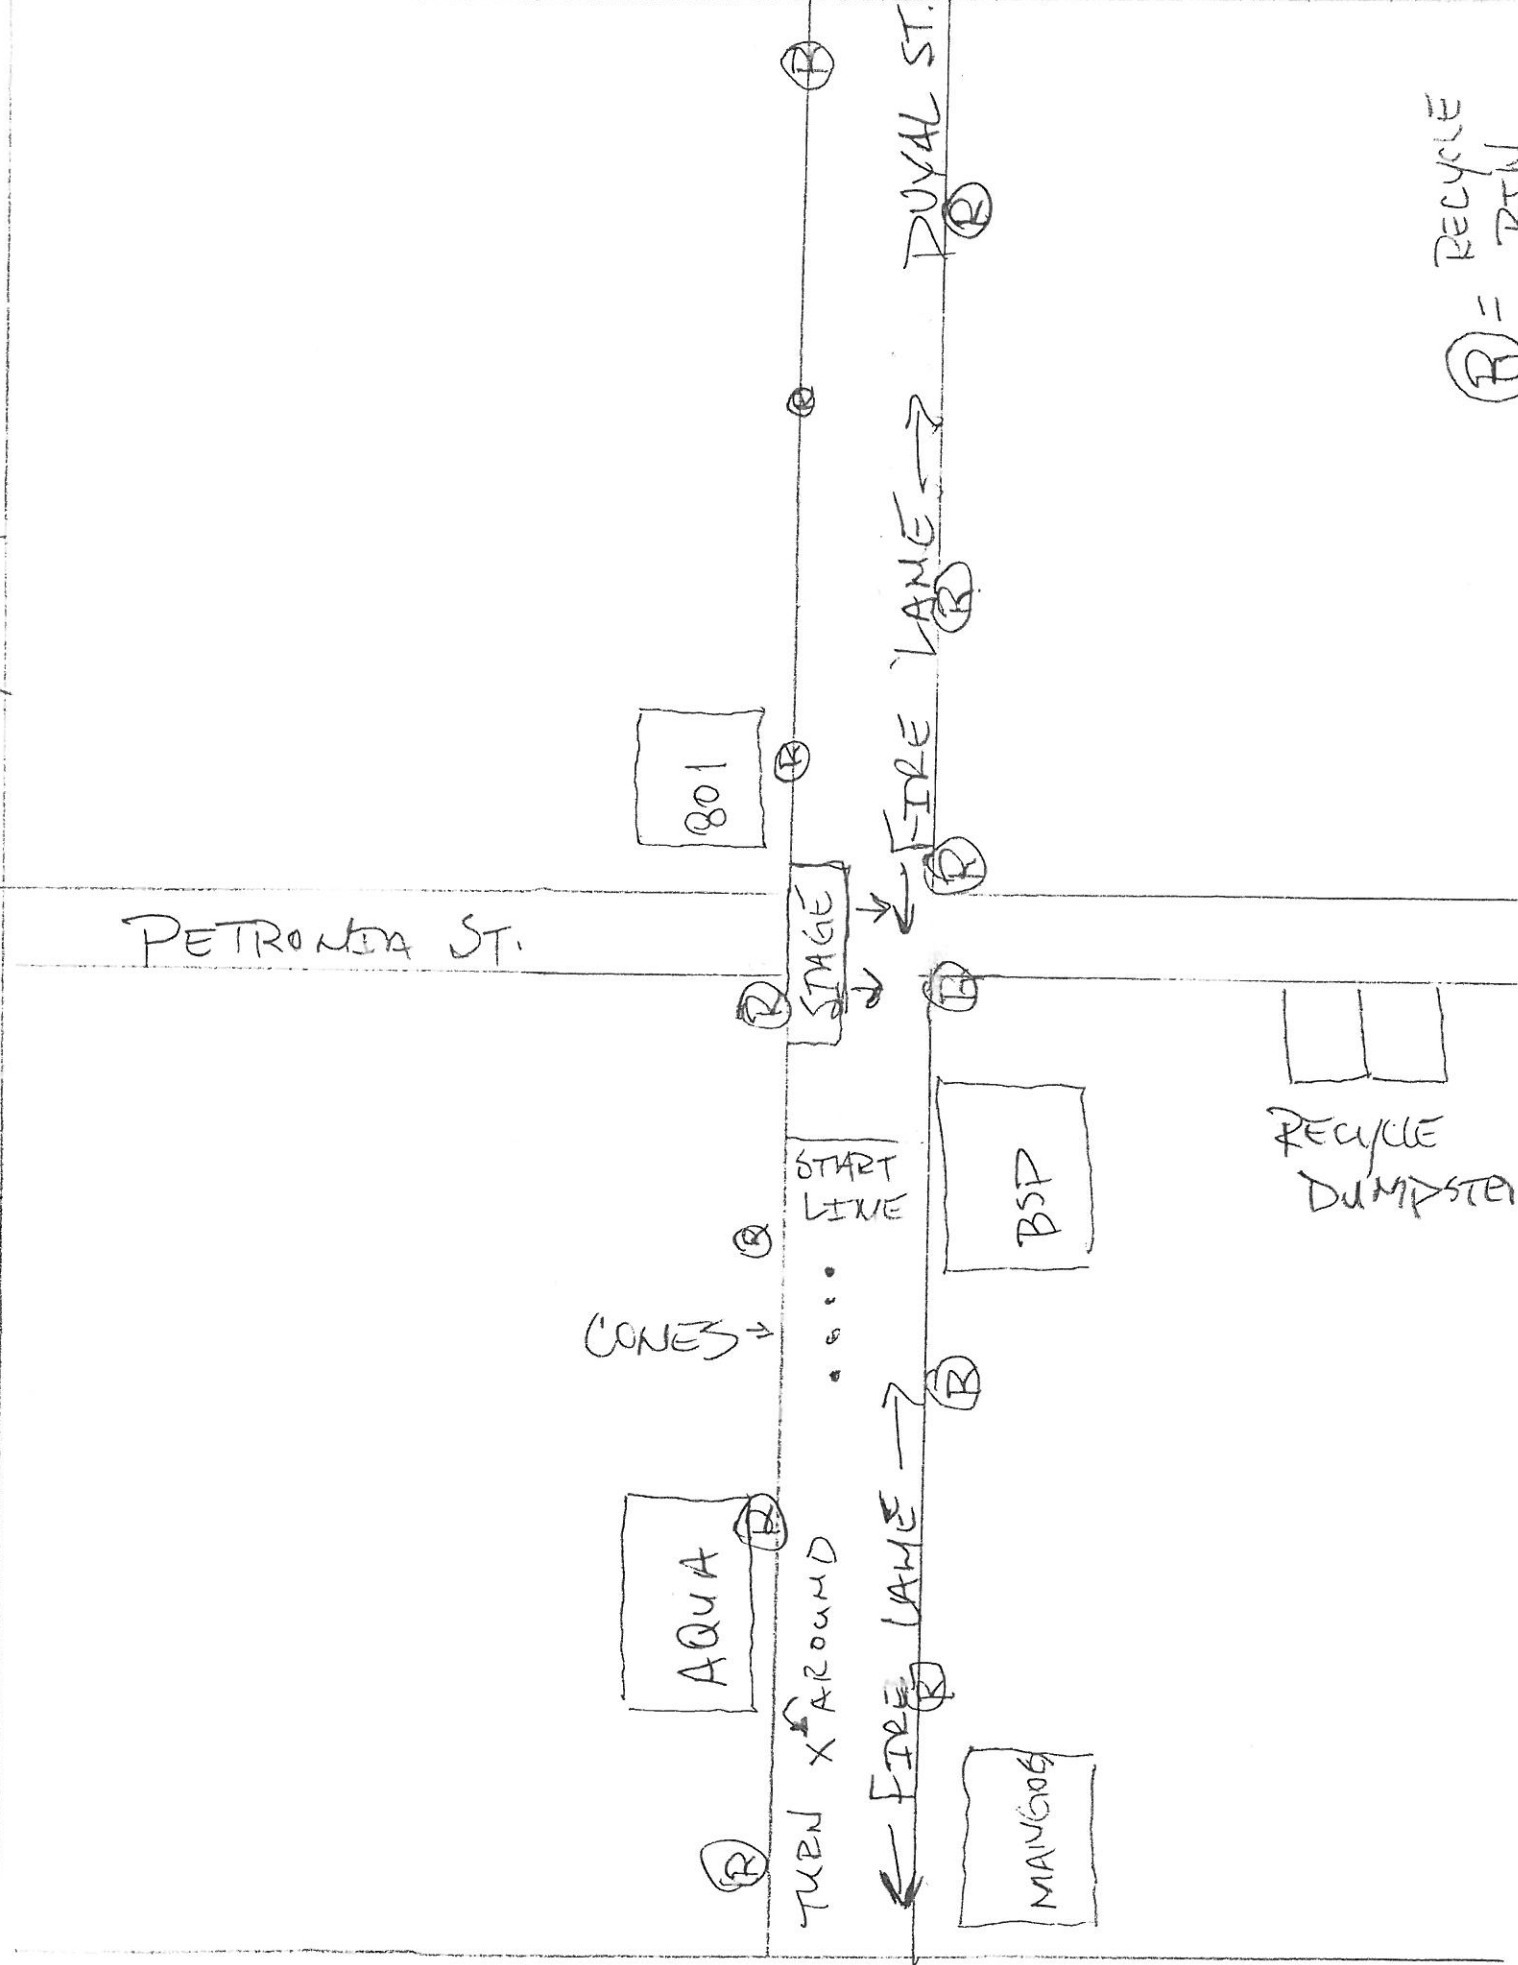 R
DUVAL ST.
R
RECYCLE
BIN
R =
R
FIRE LANE
R
801
R
R
PETRONIA ST.
STAGE
R
R
START
LINE
BSP
RECYCLE
DUMPSTER
R
CONES
R
AQUA
R
TURN X AROUND
FIRE LANE
R
MANGOS
R